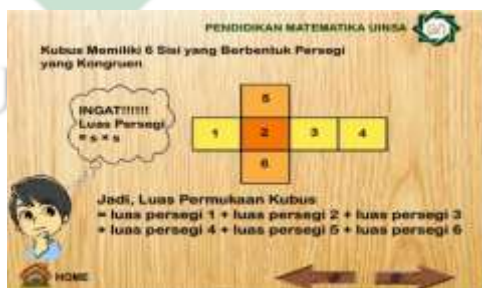 PENDIDIKAN MATEMATIKA UINSA
Kubus Memiliki 6 Sisi yang Berbentuk Persegi
yang Kongruen
INGAT!!!!!!
Luas Persegi
= s × s
5
1 2 3 4
6
Jadi, Luas Permukaan Kubus
= luas persegi 1 + luas persegi 2 + luas persegi 3
+ luas persegi 4 + luas persegi 5 + luas persegi 6
HOME